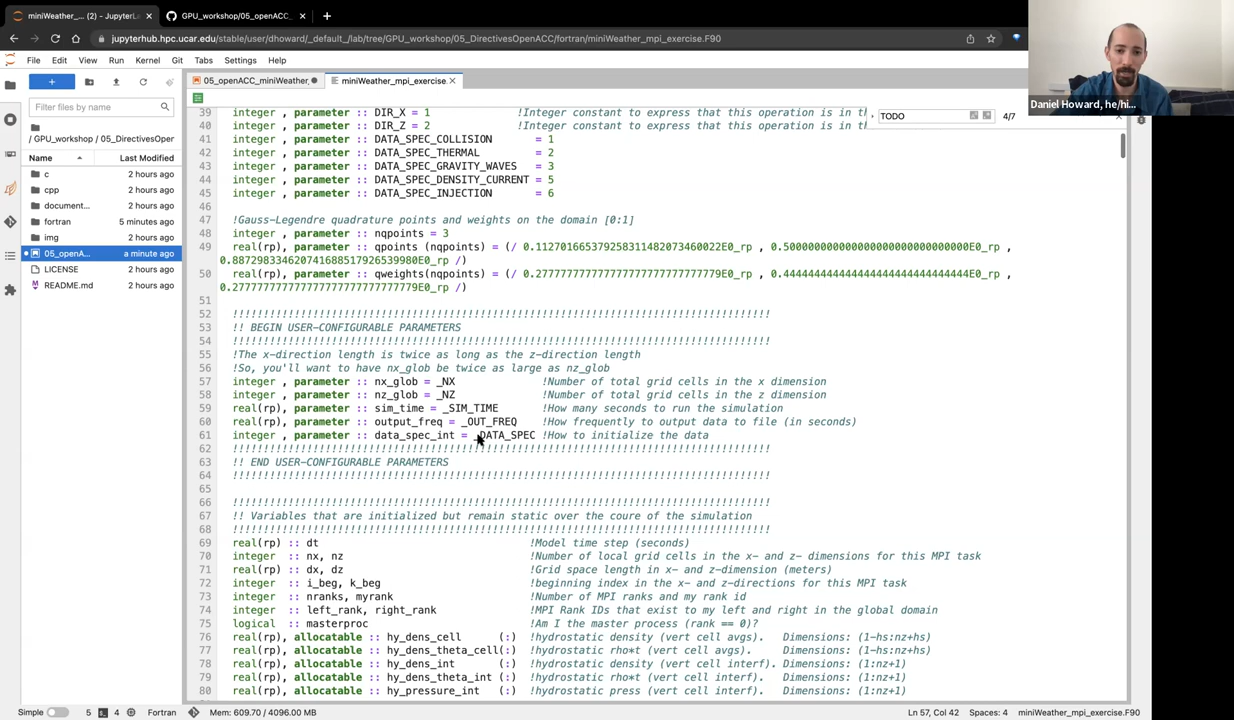 miniWeather_... (2) - JupyterLa
GPU_workshop/05_openACC_
jupyterhub.hpc.ucar.edu/stable/user/dhoward/_default_/lab/tree/GPU_workshop/05_DirectivesOpenACC/fortran/miniWeather_mpi_exercise.F90
File Edit View Run Kernel Git Tabs Settings Help
Daniel Howard, he/hi...
05_openACC_miniWeather_
miniWeather_mpi_exercise.
Filter files by name
/ GPU_workshop / 05_DirectivesOper
Name Last Modified
c 2 hours ago
cpp 2 hours ago
document... 2 hours ago
fortran 5 minute ago
img 2 hours ago
05_openA... a minute ago
LICENSE 2 hours ago
README.md 2 hours ago
TODO 4/7
39 integer , parameter :: DIR_X = 1 !Integer constant to express that this operation is in th
40 integer , parameter :: DIR_Z = 2 !Integer constant to express that this operation is in th
41 integer , parameter :: DATA_SPEC_COLLISION = 1
42 integer , parameter :: DATA_SPEC_THERMAL = 2
43 integer , parameter :: DATA_SPEC_GRAVITY_WAVES = 3
44 integer , parameter :: DATA_SPEC_DENSITY_CURRENT = 5
45 integer , parameter :: DATA_SPEC_INJECTION = 6
46
47 !Gauss-Legendre quadrature points and weights on the domain [0:1]
48 integer , parameter :: nqpoints = 3
49 real(rp), parameter :: qpoints (nqpoints) = (/ 0.112701665379258311482073460022E0_rp , 0.500000000000000000000000000000E0_rp ,
0.887298334620741688517926539980E0_rp /)
50 real(rp), parameter :: qweights(nqpoints) = (/ 0.277777777777777777777777777779E0_rp , 0.444444444444444444444444444444E0_rp ,
0.277777777777777777777777777779E0_rp /)
51
52 !!!!!!!!!!!!!!!!!!!!!!!!!!!!!!!!!!!!!!!!!!!!!!!!!!!!!!!!!!!!!!!!!!!!!!!!!!!!!!!
53 !! BEGIN USER-CONFIGURABLE PARAMETERS
54 !!!!!!!!!!!!!!!!!!!!!!!!!!!!!!!!!!!!!!!!!!!!!!!!!!!!!!!!!!!!!!!!!!!!!!!!!!!!!!!
55 !The x-direction length is twice as long as the z-direction length
56 !So, you'll want to have nx_glob be twice as large as nz_glob
57 integer , parameter :: nx_glob = _NX !Number of total grid cells in the x dimension
58 integer , parameter :: nz_glob = _NZ !Number of total grid cells in the z dimension
59 real(rp), parameter :: sim_time = _SIM_TIME !How many seconds to run the simulation
60 real(rp), parameter :: output_freq = _OUT_FREQ !How frequently to output data to file (in seconds)
61 integer , parameter :: data_spec_int = _DATA_SPEC !How to initialize the data
62 !!!!!!!!!!!!!!!!!!!!!!!!!!!!!!!!!!!!!!!!!!!!!!!!!!!!!!!!!!!!!!!!!!!!!!!!!!!!!!!
63 !! END USER-CONFIGURABLE PARAMETERS
64 !!!!!!!!!!!!!!!!!!!!!!!!!!!!!!!!!!!!!!!!!!!!!!!!!!!!!!!!!!!!!!!!!!!!!!!!!!!!!!!
65
66 !!!!!!!!!!!!!!!!!!!!!!!!!!!!!!!!!!!!!!!!!!!!!!!!!!!!!!!!!!!!!!!!!!!!!!!!!!!!!!!
67 !! Variables that are initialized but remain static over the coure of the simulation
68 !!!!!!!!!!!!!!!!!!!!!!!!!!!!!!!!!!!!!!!!!!!!!!!!!!!!!!!!!!!!!!!!!!!!!!!!!!!!!!!
69 real(rp) :: dt !Model time step (seconds)
70 integer :: nx, nz !Number of local grid cells in the x- and z- dimensions for this MPI task
71 real(rp) :: dx, dz !Grid space length in x- and z-dimension (meters)
72 integer :: i_beg, k_beg !beginning index in the x- and z-directions for this MPI task
73 integer :: nranks, myrank !Number of MPI ranks and my rank id
74 integer :: left_rank, right_rank !MPI Rank IDs that exist to my left and right in the global domain
75 logical :: masterproc !Am I the master process (rank == 0)?
76 real(rp), allocatable :: hy_dens_cell (:) !hydrostatic density (vert cell avgs). Dimensions: (1-hs:nz+hs)
77 real(rp), allocatable :: hy_dens_theta_cell(:) !hydrostatic rho*t (vert cell avgs). Dimensions: (1-hs:nz+hs)
78 real(rp), allocatable :: hy_dens_int (:) !hydrostatic density (vert cell interf). Dimensions: (1:nz+1)
79 real(rp), allocatable :: hy_dens_theta_int (:) !hydrostatic rho*t (vert cell interf). Dimensions: (1:nz+1)
80 real(rp), allocatable :: hy_pressure_int (:) !hydrostatic press (vert cell interf). Dimensions: (1:nz+1)
Simple 5 4 Fortran Mem: 609.70 / 4096.00 MB Ln 57, Col 42 Spaces: 4 miniWeather_mpi_exercise.F90